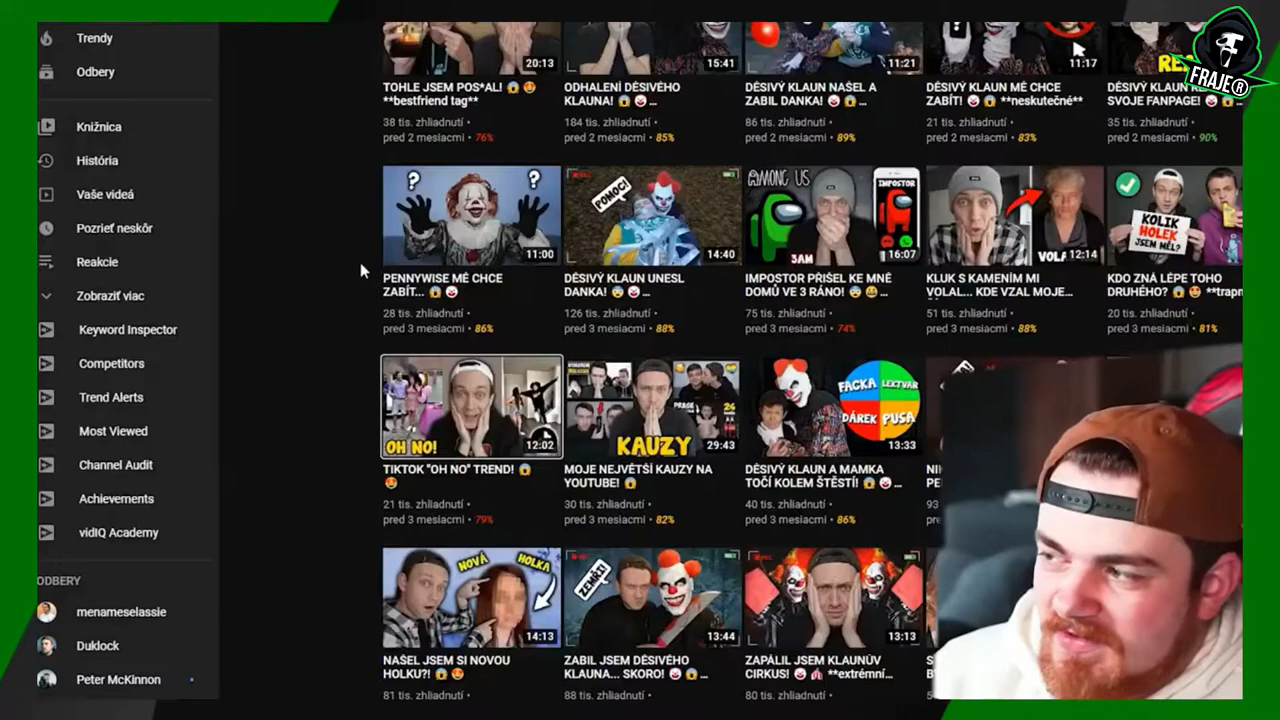 Trendy
Odbery
Knižnica
História
Vaše videá
Pozrieť neskôr
Reakcie
Zobraziť viac
Keyword Inspector
Competitors
Trend Alerts
Most Viewed
Channel Audit
Achievements
vidIQ Academy
ODBERY
menameselassie
Duklock
Peter McKinnon
FRAJE®
20:13
15:41
11:21
11:17
TOHLE JSEM POS*AL! 😱 😍
**bestfriend tag**
38 tis. zhliadnutí •
pred 2 mesiacmi • 76%
ODHALENÍ DĚSIVÉHO
KLAUNA! 😱 🤡...
184 tis. zhliadnutí •
pred 2 mesiacmi • 85%
DĚSIVÝ KLAUN NAŠEL A
ZABIL DANKA! 🤡 😱...
86 tis. zhliadnutí •
pred 2 mesiacmi • 89%
DĚSIVÝ KLAUN MĚ CHCE
ZABÍT! 🤡 😱 **neskutečné**
21 tis. zhliadnutí •
pred 2 mesiacmi • 83%
DĚSIVÝ KLAUN
SVOJE FANPAGE! 🤡
35 tis. zhliadnutí •
pred 2 mesiacmi • 90%
? ?
11:00
REC
POMOC!
14:40
AMONG US
IMPOSTOR
3AM
16:07
VOLA
12:14
KOLIK
HOLEK
JSEM MĚL?
PENNYWISE MĚ CHCE
ZABÍT... 😱 🤡
28 tis. zhliadnutí •
pred 3 mesiacmi • 86%
DĚSIVÝ KLAUN UNESL
DANKA! 😨 🤡...
126 tis. zhliadnutí •
pred 3 mesiacmi • 88%
IMPOSTOR PŘIŠEL KE MNĚ
DOMŮ VE 3 RÁNO! 😨 😄...
75 tis. zhliadnutí •
pred 3 mesiacmi • 74%
KLUK S KAMENÍM MI
VOLAL... KDE VZAL MOJE...
51 tis. zhliadnutí •
pred 3 mesiacmi • 88%
KDO ZNÁ LÉPE TOHO
DRUHÉHO? 😱 😍 **trapn
20 tis. zhliadnutí •
pred 3 mesiacmi • 81%
OH NO!
12:02
KAUZY
29:43
FACKA
LEKTVAR
DÁREK
PUSA
13:33
TIKTOK "OH NO" TREND! 😱
😍
21 tis. zhliadnutí •
pred 3 mesiacmi • 79%
MOJE NEJVĚTŠÍ KAUZY NA
YOUTUBE! 😱
30 tis. zhliadnutí •
pred 3 mesiacmi • 82%
DĚSIVÝ KLAUN A MAMKA
TOČÍ KOLEM ŠTĚSTÍ! 😱 🤡...
40 tis. zhliadnutí •
pred 3 mesiacmi • 86%
NOVÁ
HOLKA
14:13
ZEMŘI!
13:44
13:13
NAŠEL JSEM SI NOVOU
HOLKU?! 😱 😍
81 tis. zhliadnutí •
ZABIL JSEM DĚSIVÉHO
KLAUNA... SKORO! 🤡 😱...
88 tis. zhliadnutí •
ZAPÁLIL JSEM KLAUNŮV
CIRKUS! 🤡 **extrémní...
80 tis. zhliadnutí •